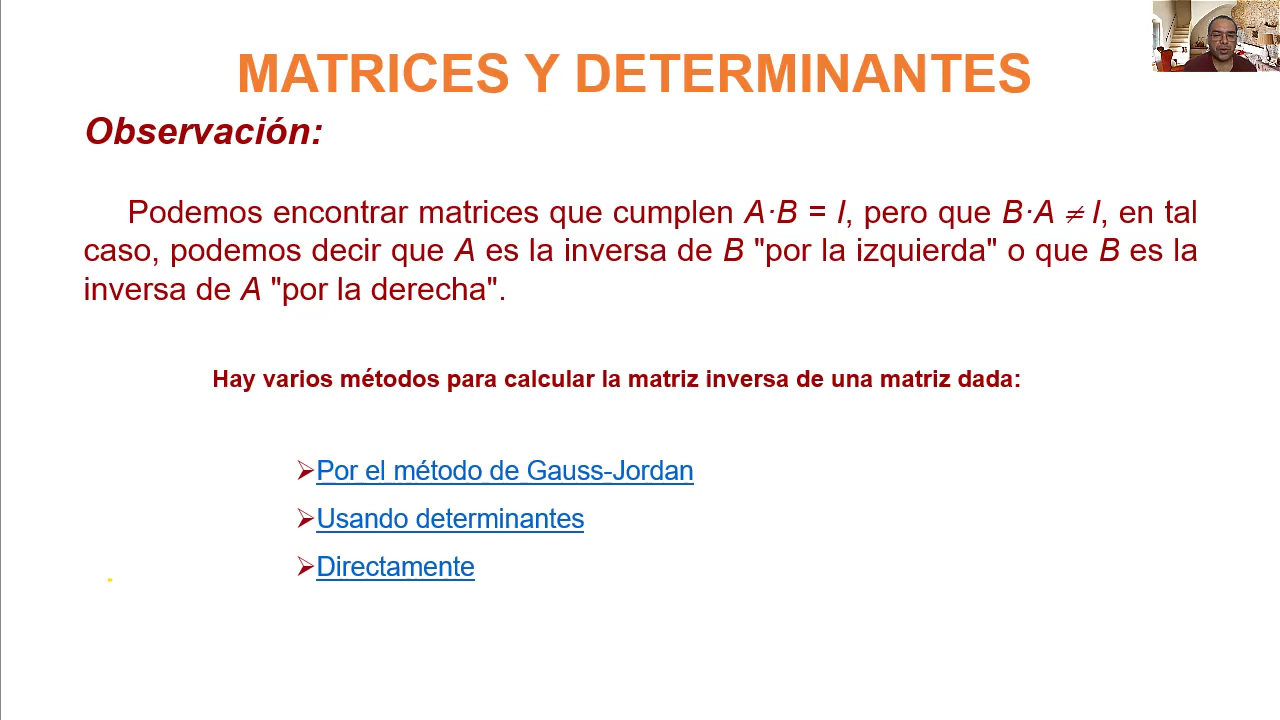 MATRICES Y DETERMINANTES
Observación:
Podemos encontrar matrices que cumplen A·B = I, pero que B·A ≠ I, en tal
caso, podemos decir que A es la inversa de B "por la izquierda" o que B es la
inversa de A "por la derecha".
Hay varios métodos para calcular la matriz inversa de una matriz dada:
➢Por el método de Gauss-Jordan
➢Usando determinantes
➢Directamente